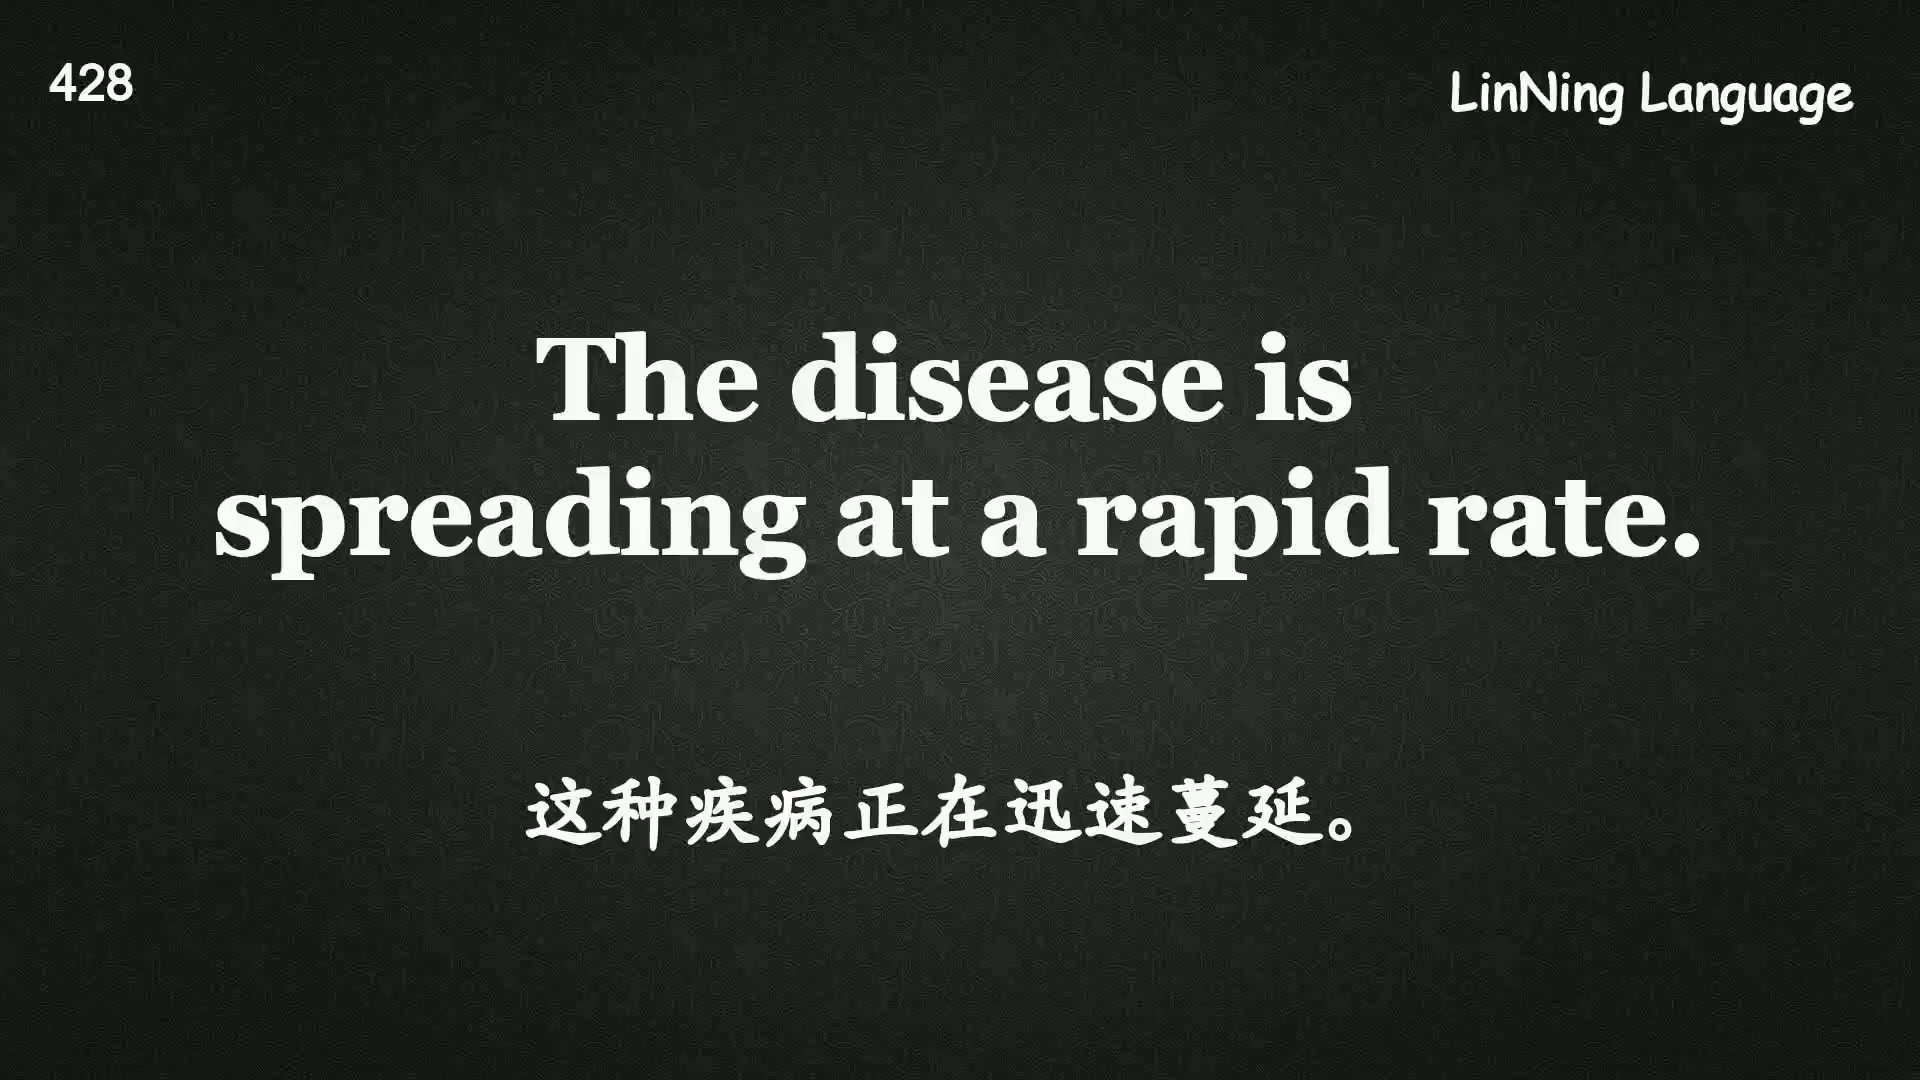 428
LinNing Language
The disease is
spreading at a rapid rate.
这种疾病正在迅速蔓延。